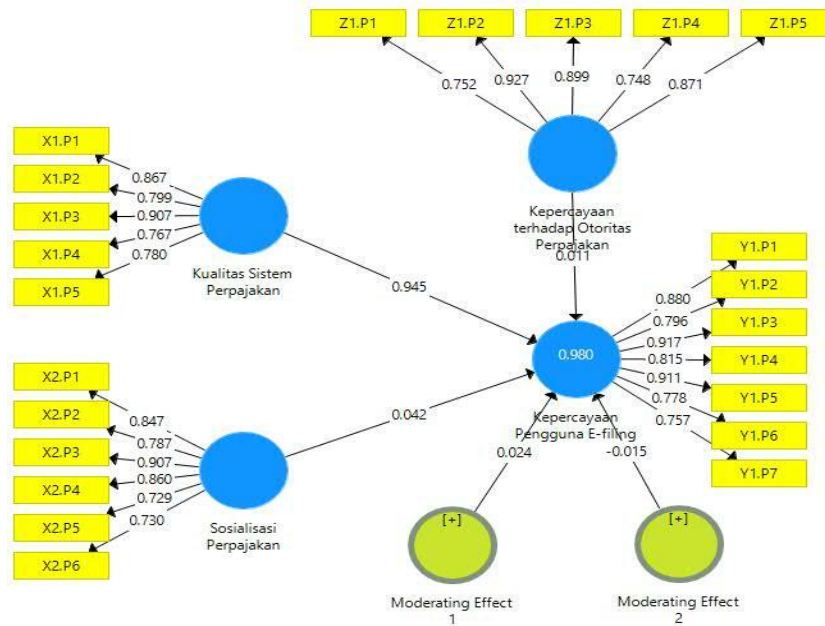 Z1.P1 Z1.P2 Z1.P3 Z1.P4 Z1.P5
0.752 0.927 0.899 0.748 0.871
Kepercayaan
terhadap Otoritas
Perpajakan
0.011
X1.P1
X1.P2
X1.P3
X1.P4
X1.P5
0.867
0.799
0.907
0.767
0.780
Kualitas Sistem
Perpajakan
0.945
X2.P1
X2.P2
X2.P3
X2.P4
X2.P5
X2.P6
0.847
0.787
0.907
0.860
0.729
0.730
Sosialisasi
Perpajakan
0.042
0.980
Kepercayaan
Pengguna E-filing
0.880
0.796
0.917
0.815
0.911
0.778
0.757
Y1.P1
Y1.P2
Y1.P3
Y1.P4
Y1.P5
Y1.P6
Y1.P7
0.024
-0.015
[+]
Moderating Effect
1
[+]
Moderating Effect
2